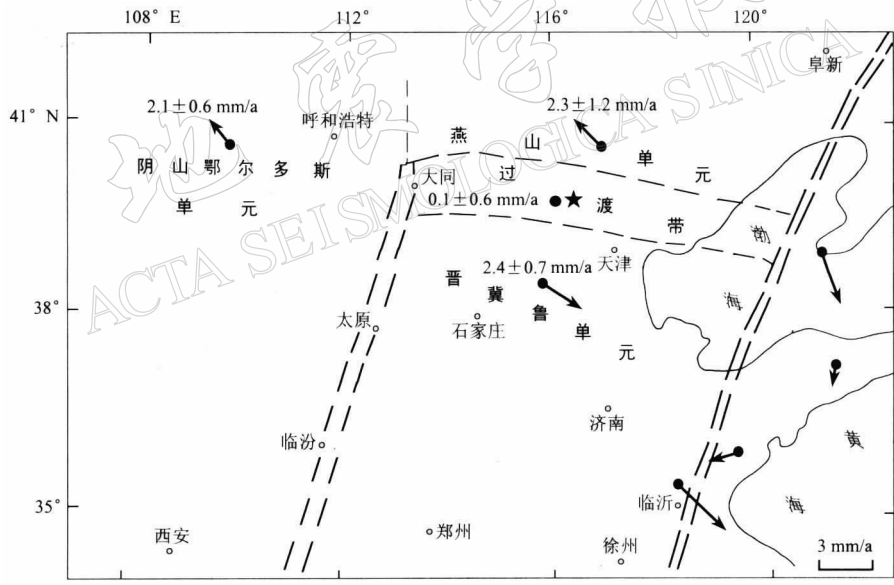 108° E
112°
116°
120°
地震学报
ACTA SEISMOLOGICA SINICA
阜新
41° N
2.1±0.6 mm/a
呼和浩特
2.3±1.2 mm/a
燕山单元
阴山鄂尔多斯
单元
大同
过渡带
0.1±0.6 mm/a
渤海
天津
2.4±0.7 mm/a
晋冀鲁单元
38°
太原
石家庄
济南
临汾
黄海
35°
临沂
西安
郑州
徐州
3 mm/a